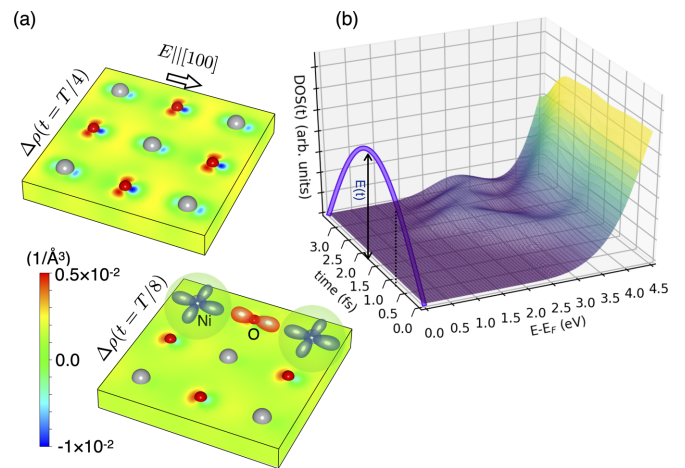 (a)
E||[100]
Δρ(t = T/4)
(1/Å³)
0.5×10⁻²
0.0
-1×10⁻²
Δρ(t = T/8)
Ni
O
(b)
DOS(t) (arb. units)
E(t)
3.0
2.5
2.0
1.5
1.0
0.5
0.0
time (fs)
0.0 0.5 1.0 1.5 2.0 2.5 3.0 3.5 4.0 4.5
E-E_F (eV)